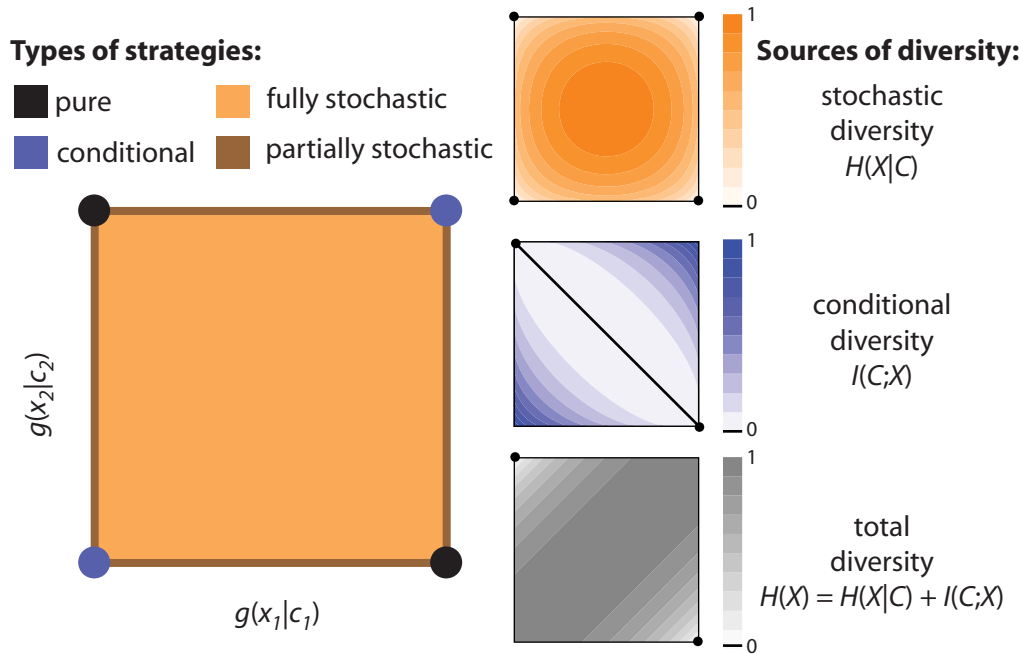 Types of strategies:
pure
fully stochastic
conditional
partially stochastic
g(x₂|c₂)
g(x₁|c₁)
1
0
1
0
1
0
Sources of diversity:
stochastic
diversity
H(X|C)
conditional
diversity
I(C;X)
total
diversity
H(X) = H(X|C) + I(C;X)